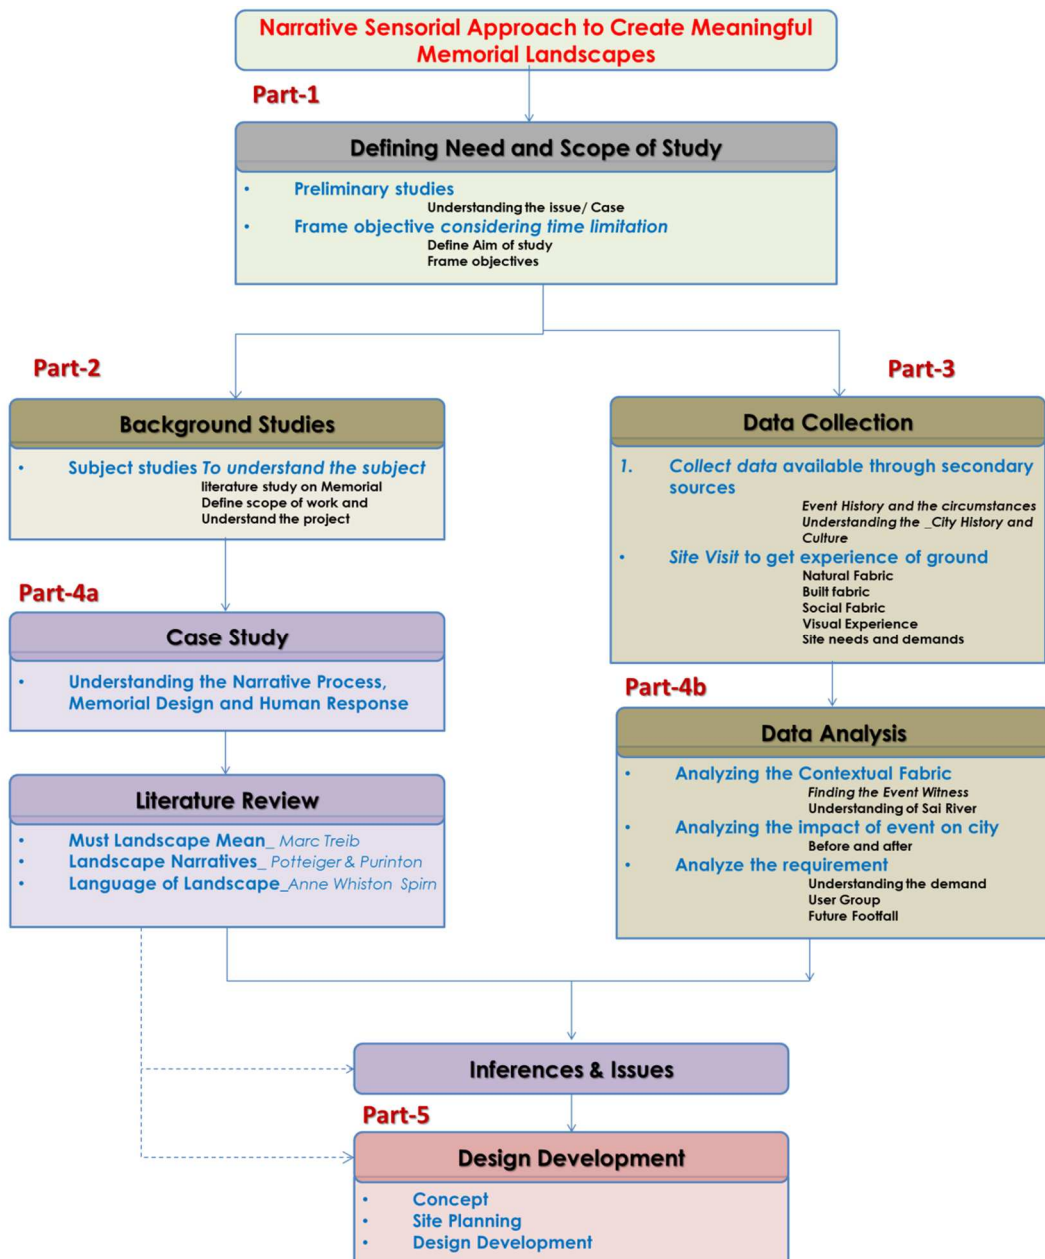 Narrative Sensorial Approach to Create Meaningful
Memorial Landscapes
Part-1
Defining Need and Scope of Study
• Preliminary studies
Understanding the issue/ Case
• Frame objective considering time limitation
Define Aim of study
Frame objectives
Part-2
Background Studies
• Subject studies To understand the subject
literature study on Memorial
Define scope of work and
Understand the project
Part-3
Data Collection
1. Collect data available through secondary
sources
Event History and the circumstances
Understanding the _City History and
Culture
• Site Visit to get experience of ground
Natural Fabric
Built fabric
Social Fabric
Visual Experience
Site needs and demands
Part-4a
Case Study
• Understanding the Narrative Process,
Memorial Design and Human Response
Literature Review
• Must Landscape Mean_ Marc Treib
• Landscape Narratives_ Potteiger & Purinton
• Language of Landscape_Anne Whiston Spirn
Part-4b
Data Analysis
• Analyzing the Contextual Fabric
Finding the Event Witness
Understanding of Sai River
• Analyzing the impact of event on city
Before and after
• Analyze the requirement
Understanding the demand
User Group
Future Footfall
Inferences & Issues
Part-5
Design Development
• Concept
• Site Planning
• Design Development